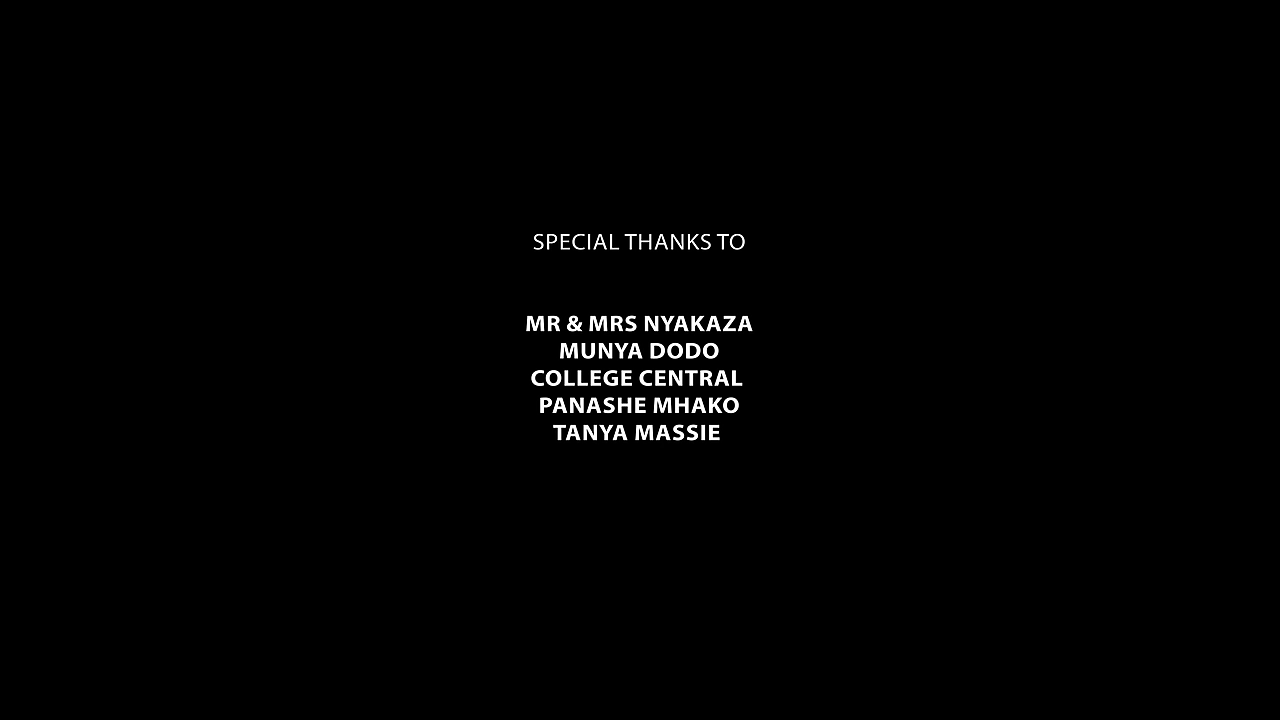 SPECIAL THANKS TO
MR & MRS NYAKAZA
MUNYA DODO
COLLEGE CENTRAL
PANASHE MHAKO
TANYA MASSIE